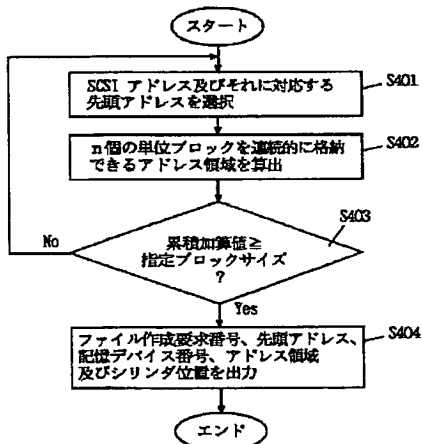 スタート
SCSI アドレス及びそれに対応する
先頭アドレスを選択
S401
n個の単位ブロックを連続的に格納
できるアドレス領域を算出
S402
累積加算値≧
指定ブロックサイズ
?
S403
No
Yes
ファイル作成要求番号、先頭アドレス、
記憶デバイス番号、アドレス領域
及びシリンダ位置を出力
S404
エンド